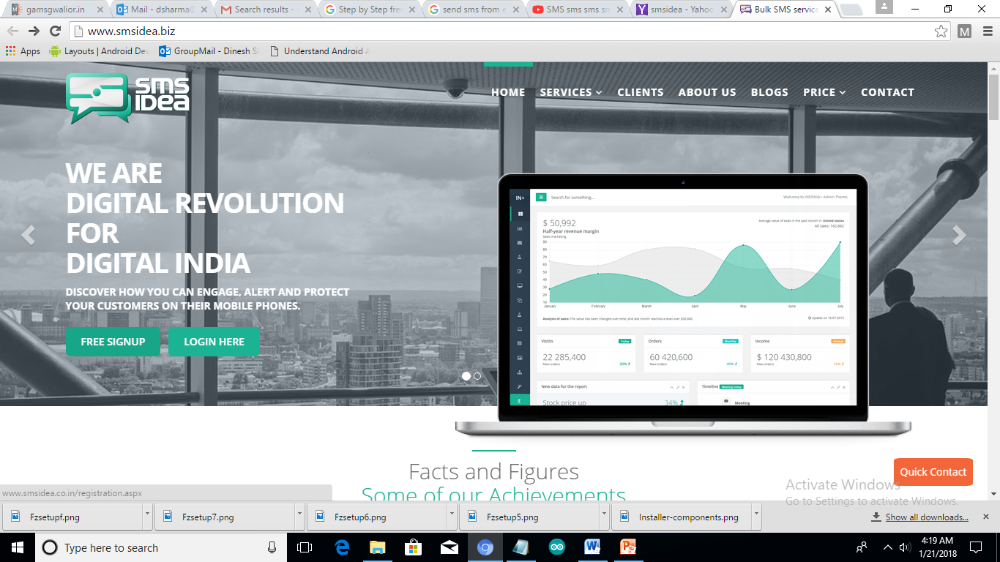 gamsgwalior.in
Mail - dsharma@
Search results -
Step by Step fre
send sms from e
SMS sms sms sm
smsidea - Yahoo
Bulk SMS service
www.smsidea.biz
M
Apps
Layouts | Android Dev
GroupMail - Dinesh S
Understand Android A
sms idea
HOME
SERVICES
CLIENTS
ABOUT US
BLOGS
PRICE
CONTACT
WE ARE
DIGITAL REVOLUTION
FOR
DIGITAL INDIA
DISCOVER HOW YOU CAN ENGAGE, ALERT AND PROTECT
YOUR CUSTOMERS ON THEIR MOBILE PHONES.
FREE SIGNUP
LOGIN HERE
IN+
Search for something...
Welcome to INSPINIA+ Admin Theme.
$ 50,992
Half-year revenue margin
Sales marketing.
Average value of sales in the past month in: United states
All sales: 162,862
90
80
70
60
50
40
30
20
10
January
February
March
April
May
June
July
Analysis of sales: The value has been changed over time, and last month reached a level over $50,000.
Update on 16.07.2015
Visitis
Today
22 285,400
New orders
20%
Orders
Monthly
60 420,600
New orders
40%
Income
Annual
$ 120 430,800
New orders
New data for the report
Stock price up
34%
Timeline
Meeting today
Meeting
Facts and Figures
Some of our Achievements
Quick Contact
Activate Windows
Go to Settings to activate Windows.
www.smsidea.co.in/registration.aspx
Fzsetupf.png
Fzsetup7.png
Fzsetup6.png
Fzsetup5.png
Installer-components.png
Show all downloads...
Type here to search
4:19 AM
1/21/2018